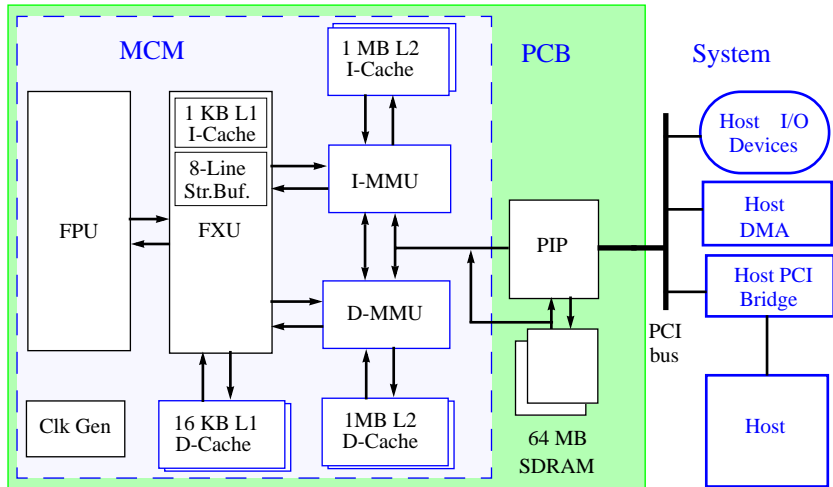 MCM
PCB
System
1 MB L2
I-Cache
1 KB L1
I-Cache
8-Line
Str.Buf.
I-MMU
FPU
FXU
PIP
D-MMU
Host I/O
Devices
Host
DMA
Host PCI
Bridge
PCI
bus
Clk Gen
16 KB L1
D-Cache
1MB L2
D-Cache
64 MB
SDRAM
Host